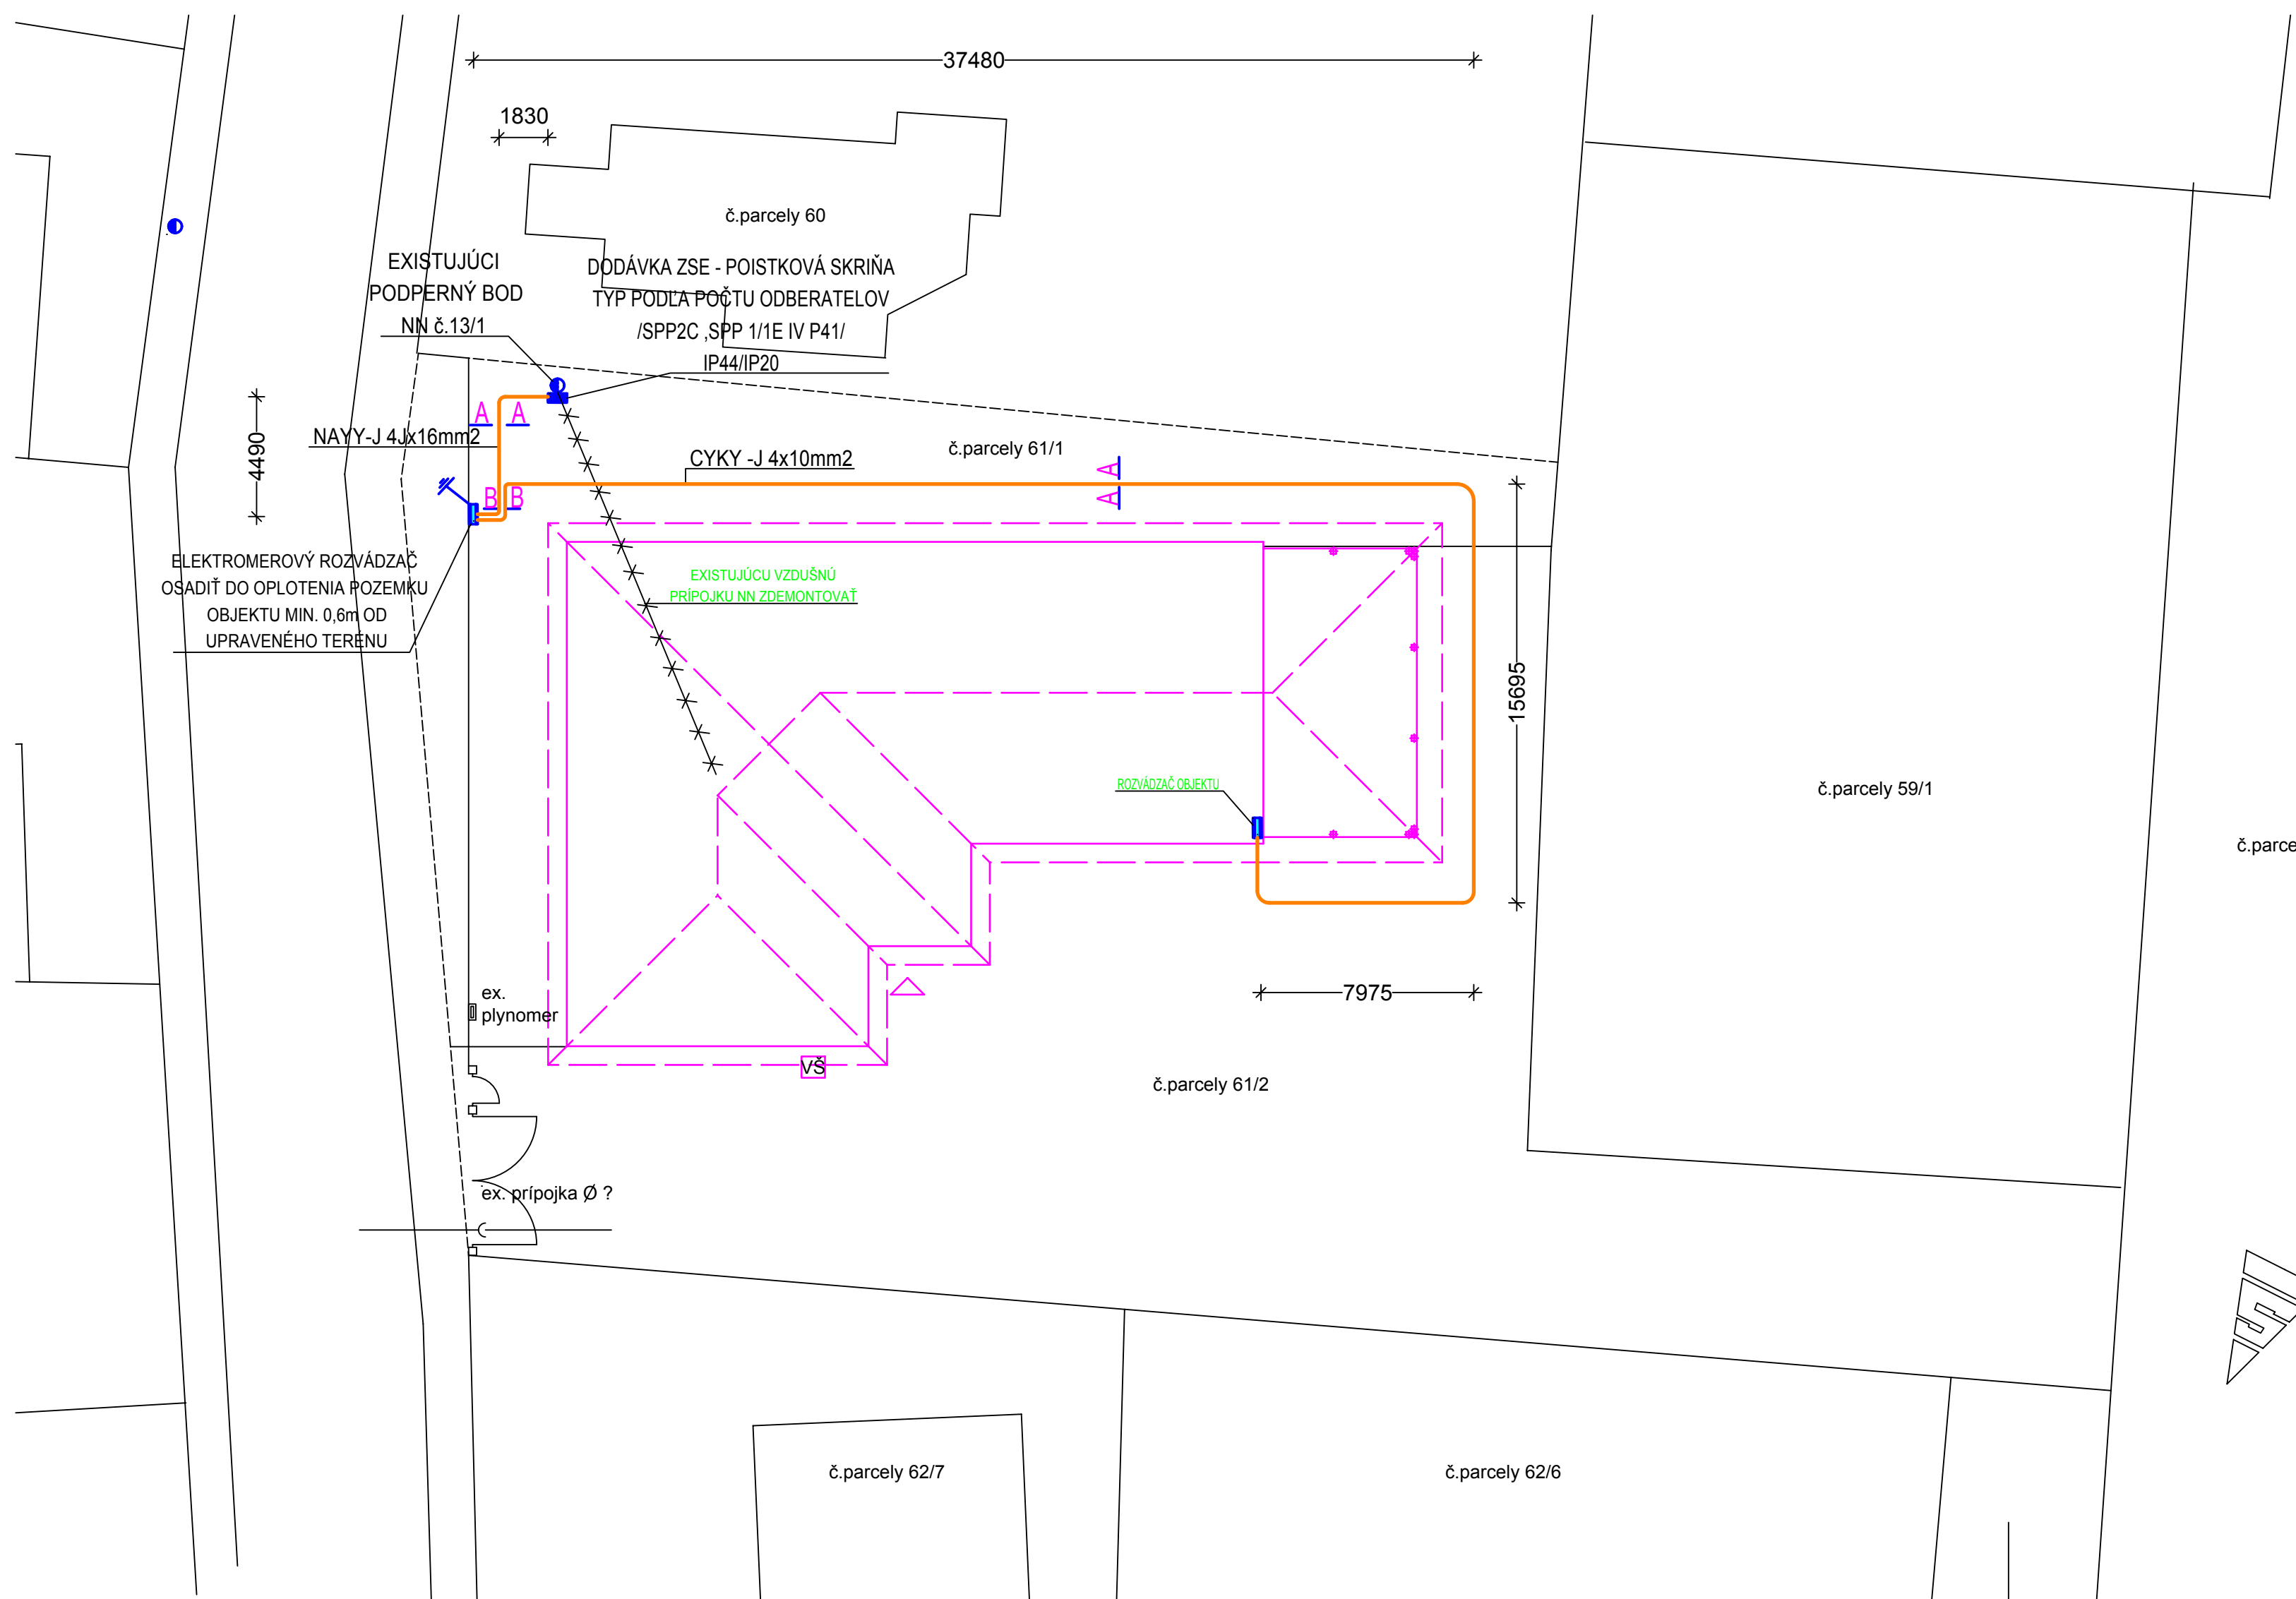 37480
1830
č.parcely 60
EXISTUJÚCI
PODPERNÝ BOD
NN č.13/1
DODÁVKA ZSE - POISTKOVÁ SKRIŇA
TYP PODĽA POČTU ODBERATELOV
/SPP2C ,SPP 1/1E IV P41/
IP44/IP20
A A
4490
NAYY-J 4Jx16mm2
CYKY -J 4x10mm2
č.parcely 61/1
A
A
B B
ELEKTROMEROVÝ ROZVÁDZAČ
OSADIŤ DO OPLOTENIA POZEMKU
OBJEKTU MIN. 0,6m OD
UPRAVENÉHO TERÉNU
EXISTUJÚCU VZDUŠNÚ
PRÍPOJKU NN ZDEMONTOVAŤ
15695
ROZVÁDZAČ OBJEKTU
č.parcely 59/1
č.parce
7975
ex.
plynomer
VŠ
č.parcely 61/2
ex. prípojka Ø ?
č.parcely 62/7
č.parcely 62/6